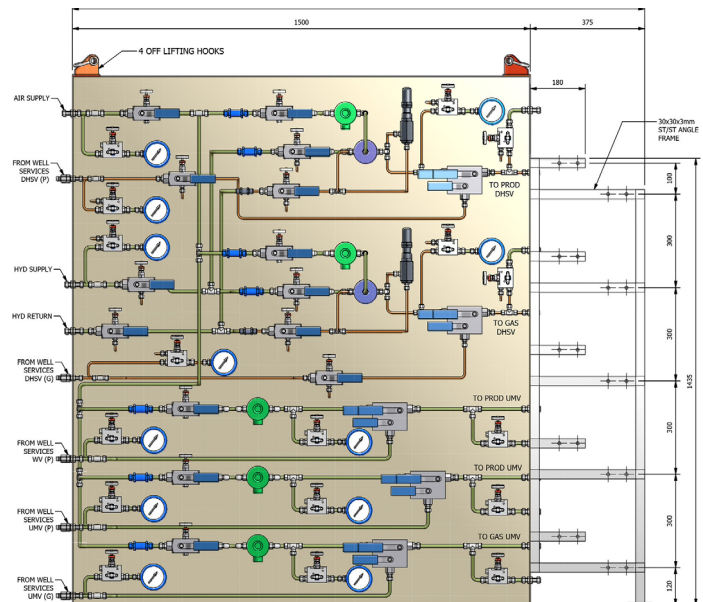 1500
375
4 OFF LIFTING HOOKS
180
AIR SUPPLY
30x30x3mm
ST/ST ANGLE
FRAME
FROM WELL
SERVICES
DHSV (P)
TO PROD
DHSV
100
300
HYD SUPPLY
HYD RETURN
TO GAS
DHSV
300
FROM WELL
SERVICES
DHSV (G)
1435
TO PROD UMV
300
FROM WELL
SERVICES
WV (P)
TO PROD UMV
300
FROM WELL
SERVICES
UMV (P)
TO GAS UMV
120
FROM WELL
SERVICES
UMV (G)